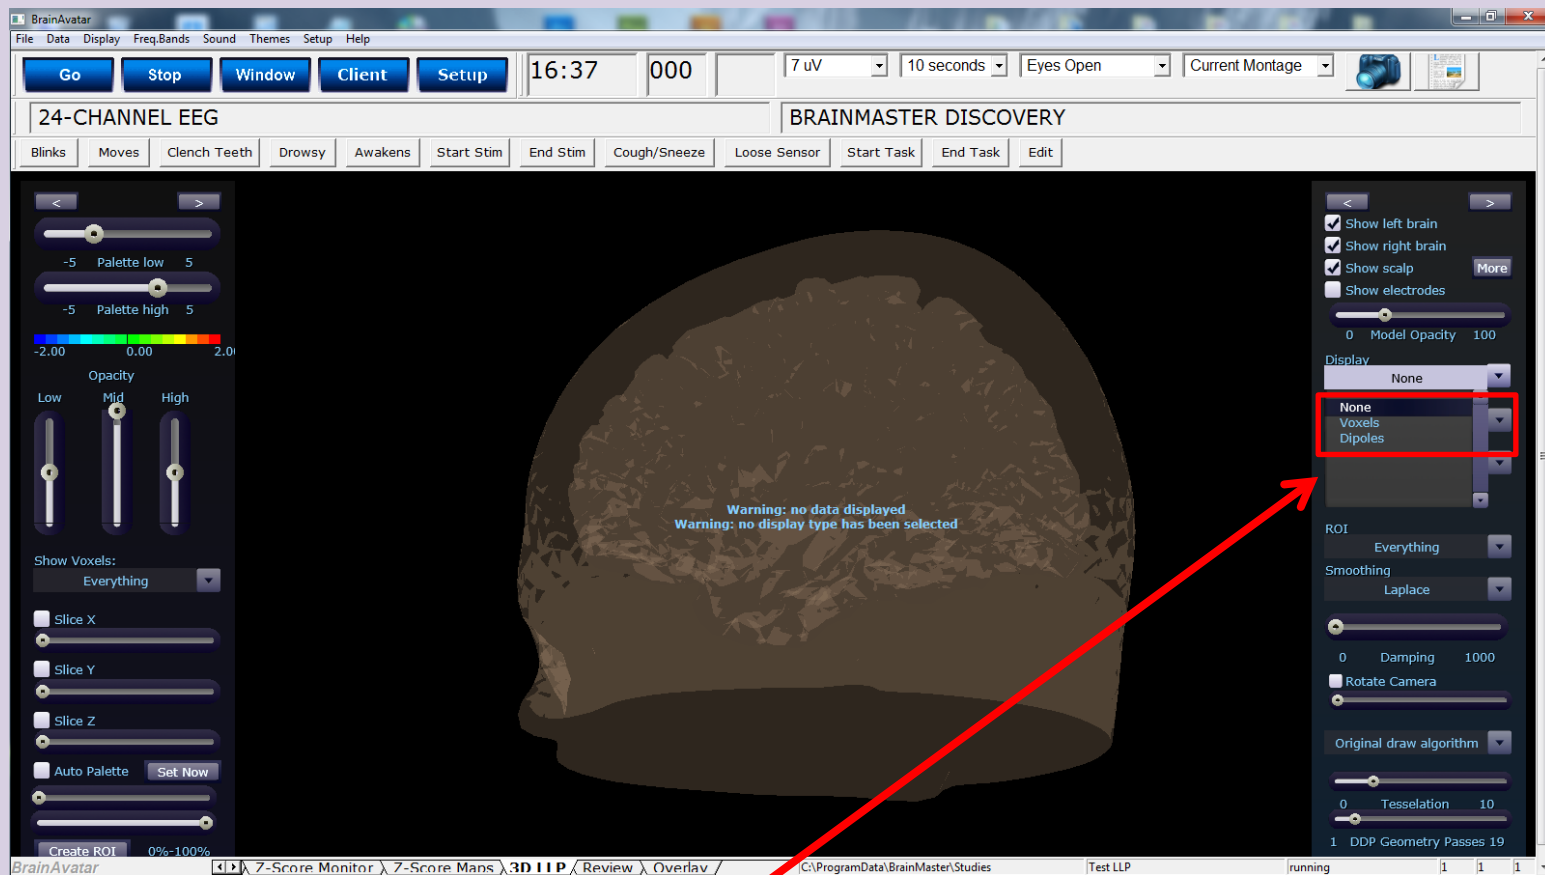 BrainAvatar
File Data Display Freq.Bands Sound Themes Setup Help
Go Stop Window Client Setup 16:37 000 7 uV 10 seconds Eyes Open Current Montage
24-CHANNEL EEG BRAINMASTER DISCOVERY
Blinks Moves Clench Teeth Drowsy Awakens Start Stim End Stim Cough/Sneeze Loose Sensor Start Task End Task Edit
< >
-5 Palette low 5
-5 Palette high 5
-2.00 0.00 2.0
Opacity
Low Mid High
Show Voxels:
Everything
Slice X
Slice Y
Slice Z
Auto Palette Set Now
Create ROI 0%-100%
Warning: no data displayed
Warning: no display type has been selected
< >
Show left brain
Show right brain
Show scalp More
Show electrodes
0 Model Opacity 100
Display
None
None
Voxels
Dipoles
ROI
Everything
Smoothing
Laplace
0 Damping 1000
Rotate Camera
Original draw algorithm
0 Tesselation 10
1 DDP Geometry Passes 19
BrainAvatar Z-Score Monitor Z-Score Maps 3D LLP Review Overlay C:\ProgramData\BrainMaster\Studies Test LLP running 1 1 1